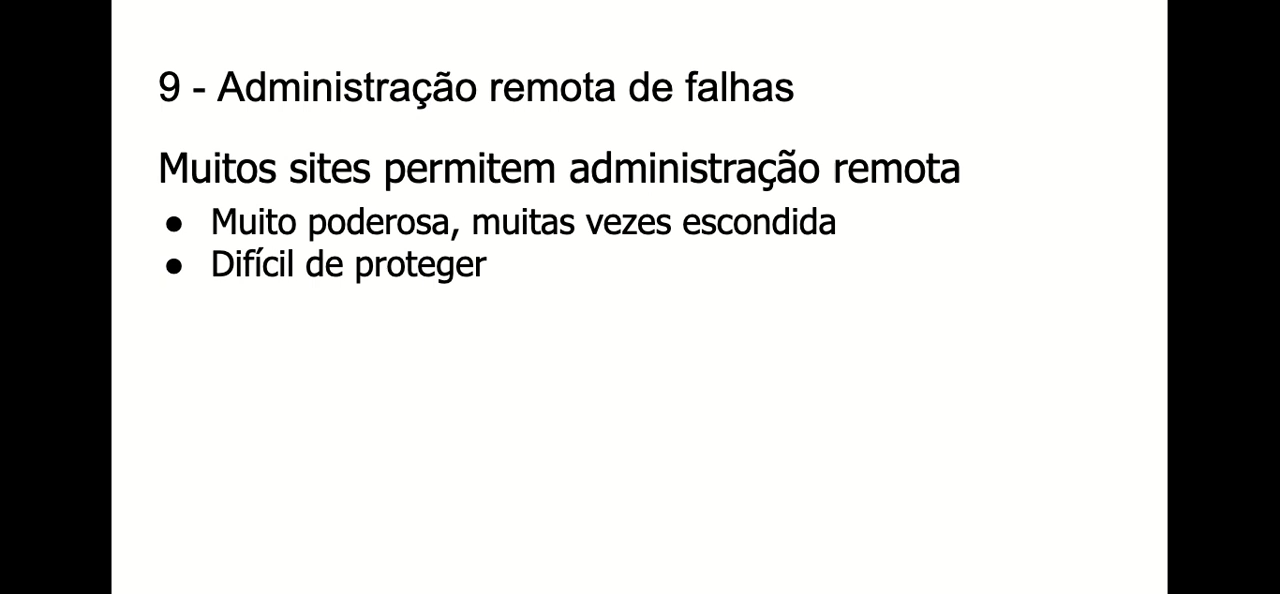 9 - Administração remota de falhas
Muitos sites permitem administração remota
● Muito poderosa, muitas vezes escondida
● Difícil de proteger